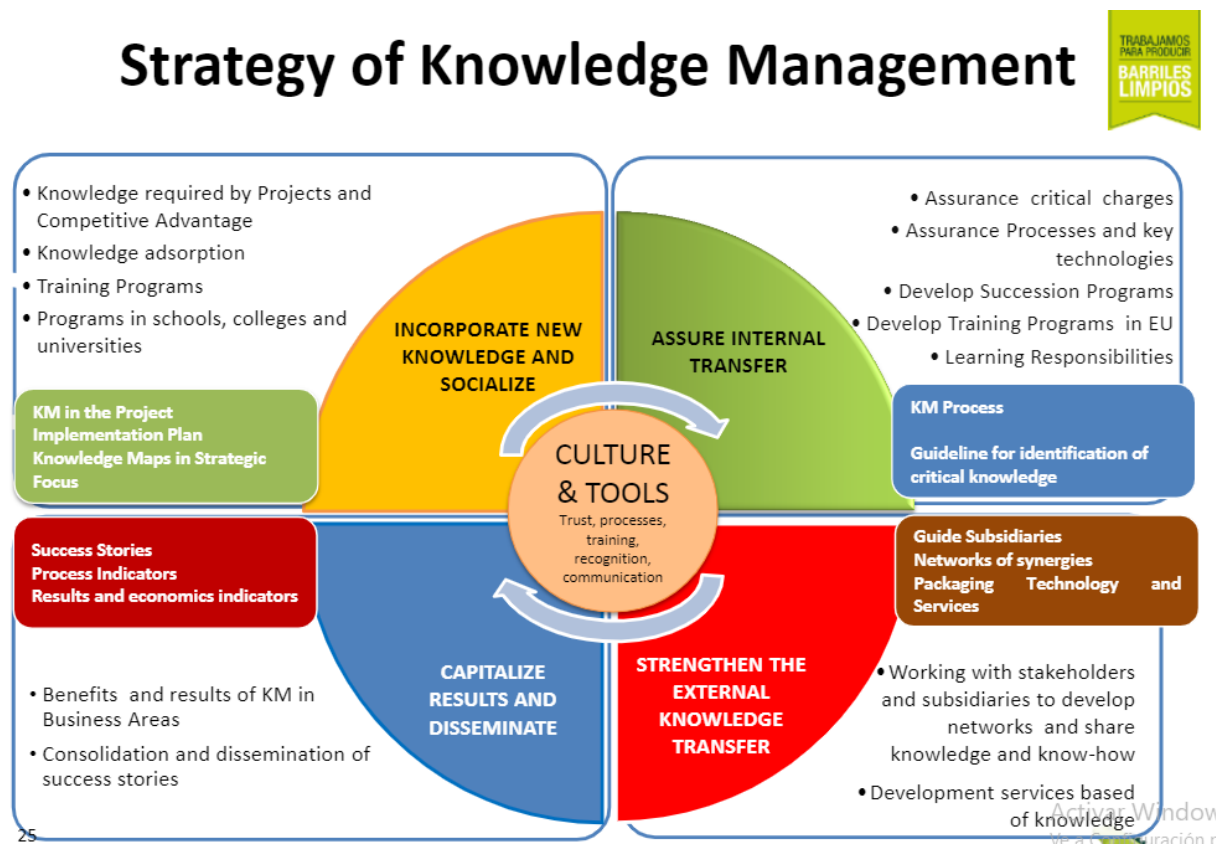 Strategy of Knowledge Management
TRABAJAMOS
PARA PRODUCIR
BARRILES
LIMPIOS
• Knowledge required by Projects and
Competitive Advantage
• Knowledge adsorption
• Training Programs
• Programs in schools, colleges and
universities
• Assurance critical charges
• Assurance Processes and key
technologies
• Develop Succession Programs
• Develop Training Programs in EU
• Learning Responsibilities
INCORPORATE NEW
KNOWLEDGE AND
SOCIALIZE
ASSURE INTERNAL
TRANSFER
KM in the Project
Implementation Plan
Knowledge Maps in Strategic
Focus
KM Process
Guideline for identification of
critical knowledge
CULTURE
& TOOLS
Trust, processes,
training,
recognition,
communication
Success Stories
Process Indicators
Results and economics indicators
Guide Subsidiaries
Networks of synergies
Packaging Technology and
Services
CAPITALIZE
RESULTS AND
DISSEMINATE
STRENGTHEN THE
EXTERNAL
KNOWLEDGE
TRANSFER
• Benefits and results of KM in
Business Areas
• Consolidation and dissemination of
success stories
• Working with stakeholders
and subsidiaries to develop
networks and share
knowledge and know-how
• Development services based
of knowledge
Activar Window
25